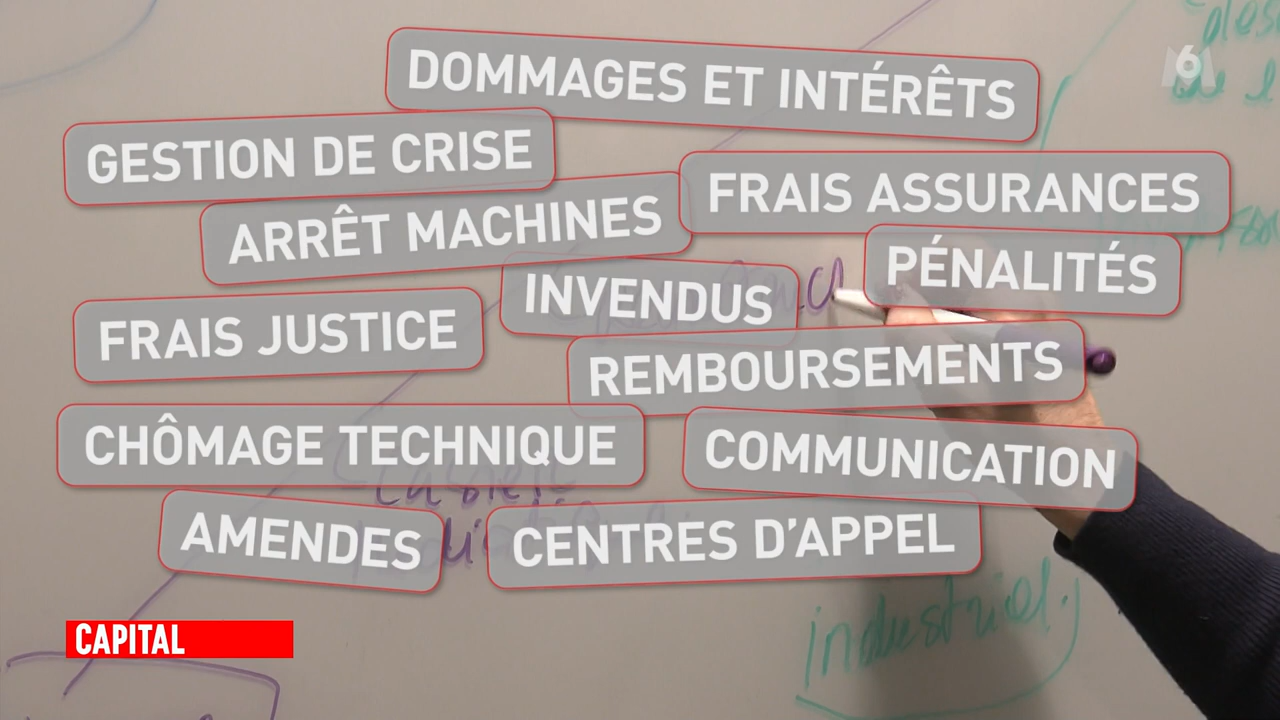 DOMMAGES ET INTÉRÊTS
M6
GESTION DE CRISE
FRAIS ASSURANCES
ARRÊT MACHINES
PÉNALITÉS
INVENDUS
FRAIS JUSTICE
REMBOURSEMENTS
CHÔMAGE TECHNIQUE
COMMUNICATION
AMENDES
CENTRES D'APPEL
industriel
CAPITAL